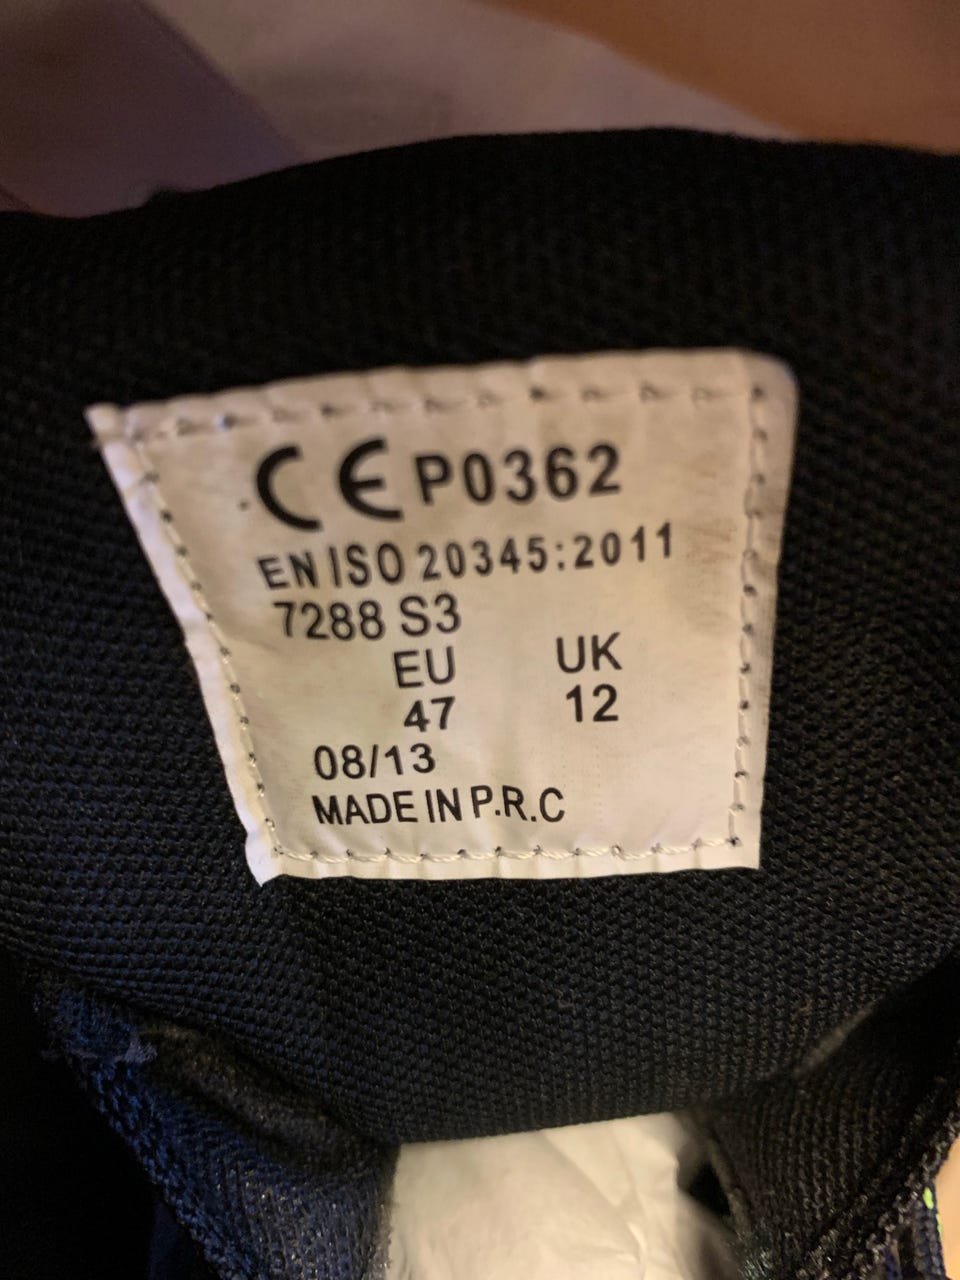 CE P0362
EN ISO 20345:2011
7288 S3
EU UK
47 12
08/13
MADE IN P.R.C